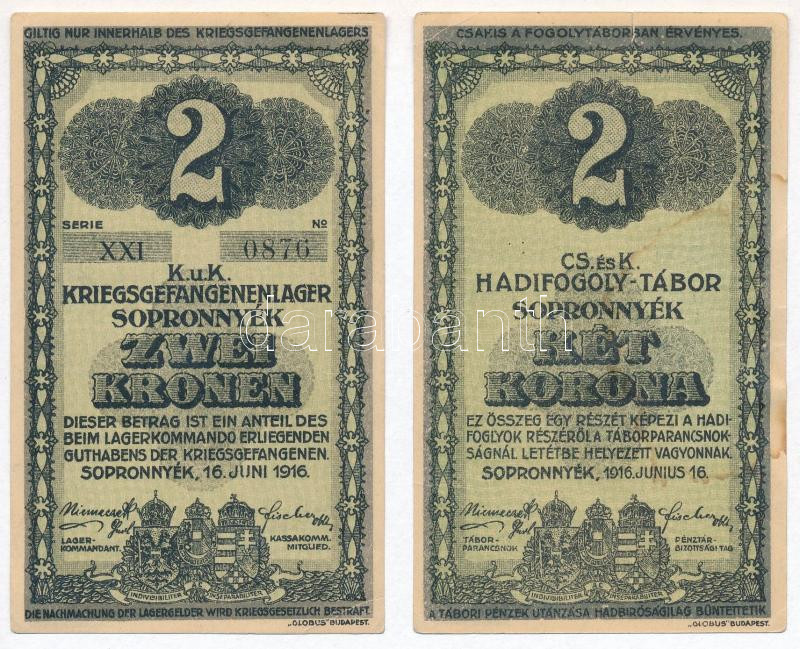 GILTIG NUR INNERHALB DES KRIEGSGEFANGENENLAGERS
2
SERIE No
XXI 0876
K.u.K.
KRIEGSGEFANGENENLAGER
SOPRONNYÉK
ZWEI
KRONEN
DIESER BETRAG IST EIN ANTEIL DES
BEIM LAGERKOMMANDO ERLIEGENDEN
GUTHABENS DER KRIEGSGEFANGENEN.
SOPRONNYÉK, 16. JUNI 1916.
LAGER-
KOMMANDANT.
KASSAKOMM.
MITGLIED.
INDIVISIBILITER INSEPARABILITER
DIE NACHMACHUNG DER LAGERGELDER WIRD KRIEGSGESETZLICH BESTRAFT.
„GLOBUS" BUDAPEST.
CSAKIS A FOGOLYTÁBORBAN ÉRVÉNYES.
2
CS. ÉS K.
HADIFOGOLY-TÁBOR
SOPRONNYÉK
KÉT
KORONA
EZ ÖSSZEG EGY RÉSZÉT KÉPEZI A HADI-
FOGLYOK RÉSZÉRŐL A TÁBORPARANCSNOK-
SÁGNÁL LETÉTBE HELYEZETT VAGYONNAK.
SOPRONNYÉK, 1916. JUNIUS 16.
TÁBOR-
PARANCSNOK
PÉNZTÁR-
BIZOTTSÁGI TAG
INDIVISIBILITER INSEPARABILITER
A TÁBORI PÉNZEK UTÁNZÁSA HADBIRÓSÁGILAG BÜNTETTETIK
„GLOBUS" BUDAPEST.
darabanth